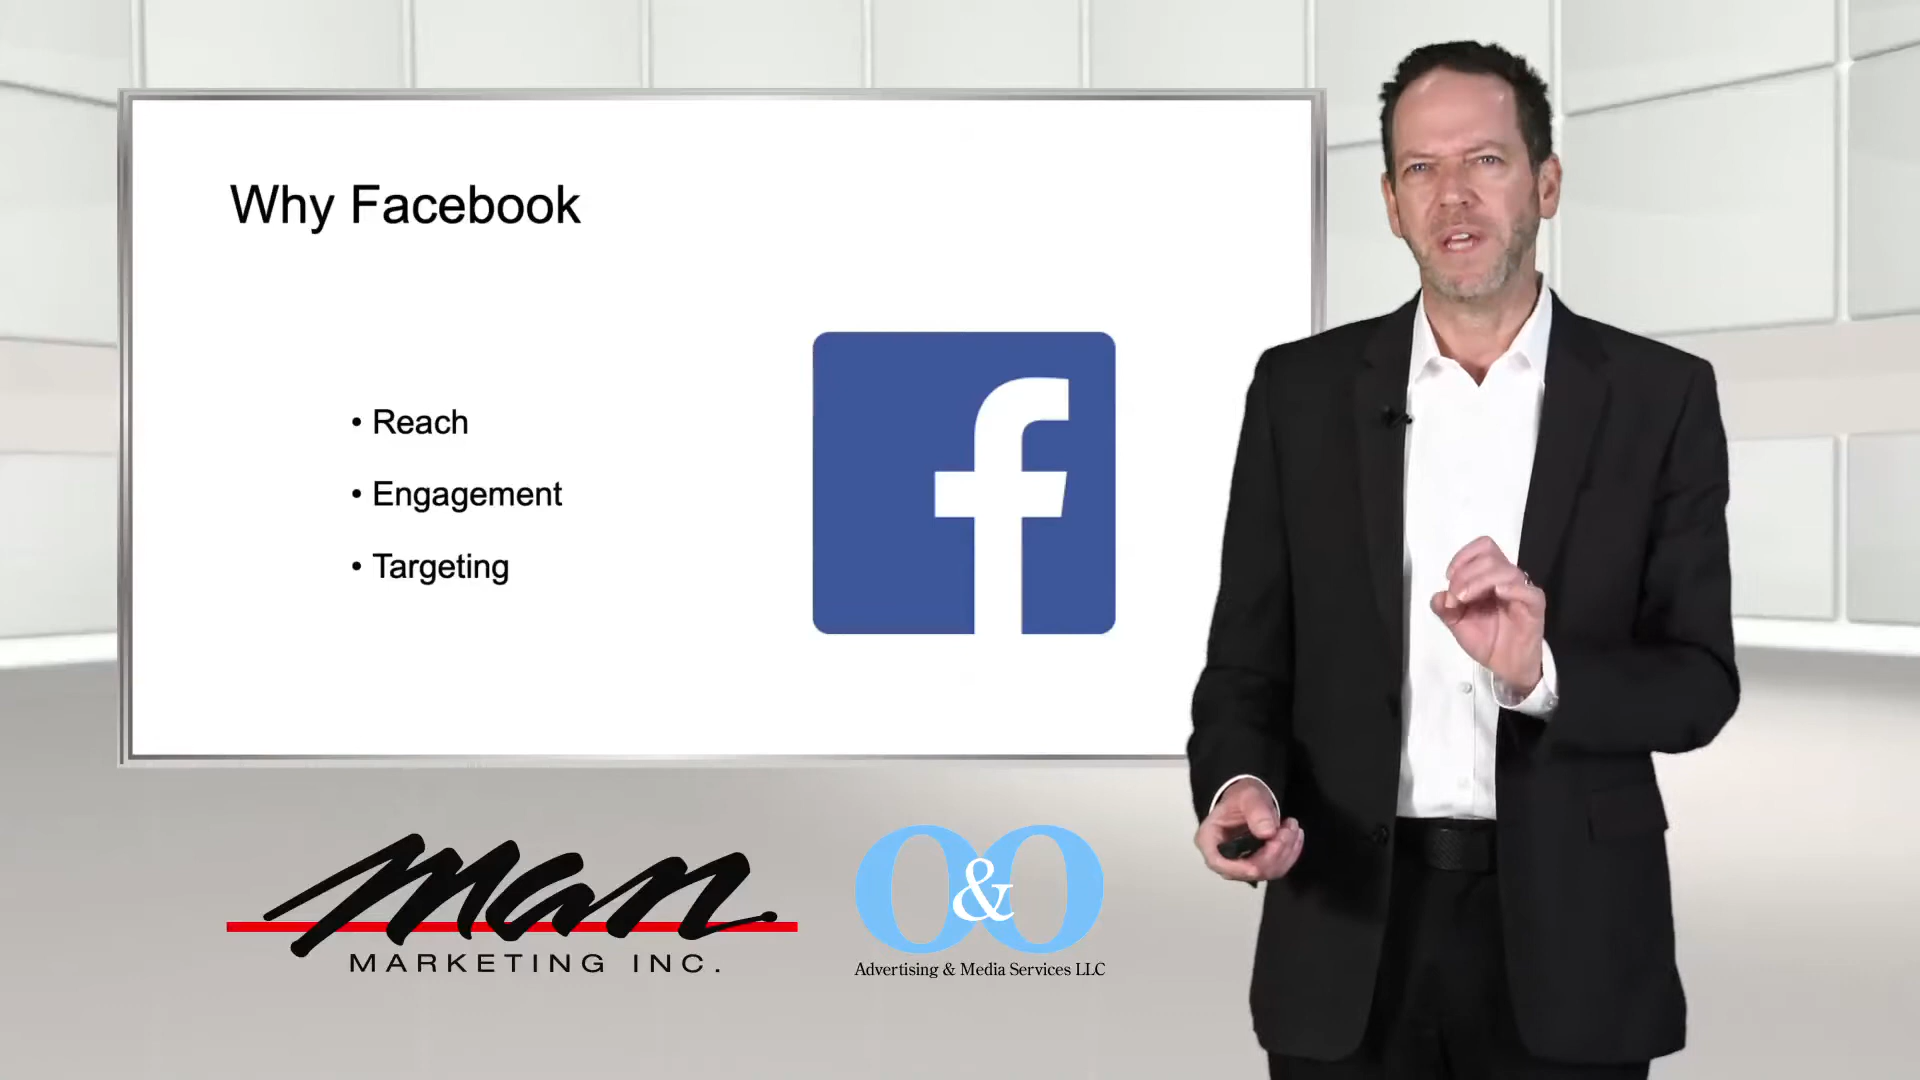 Why Facebook
• Reach
• Engagement
• Targeting
f
man
MARKETING INC.
O&O
Advertising & Media Services LLC